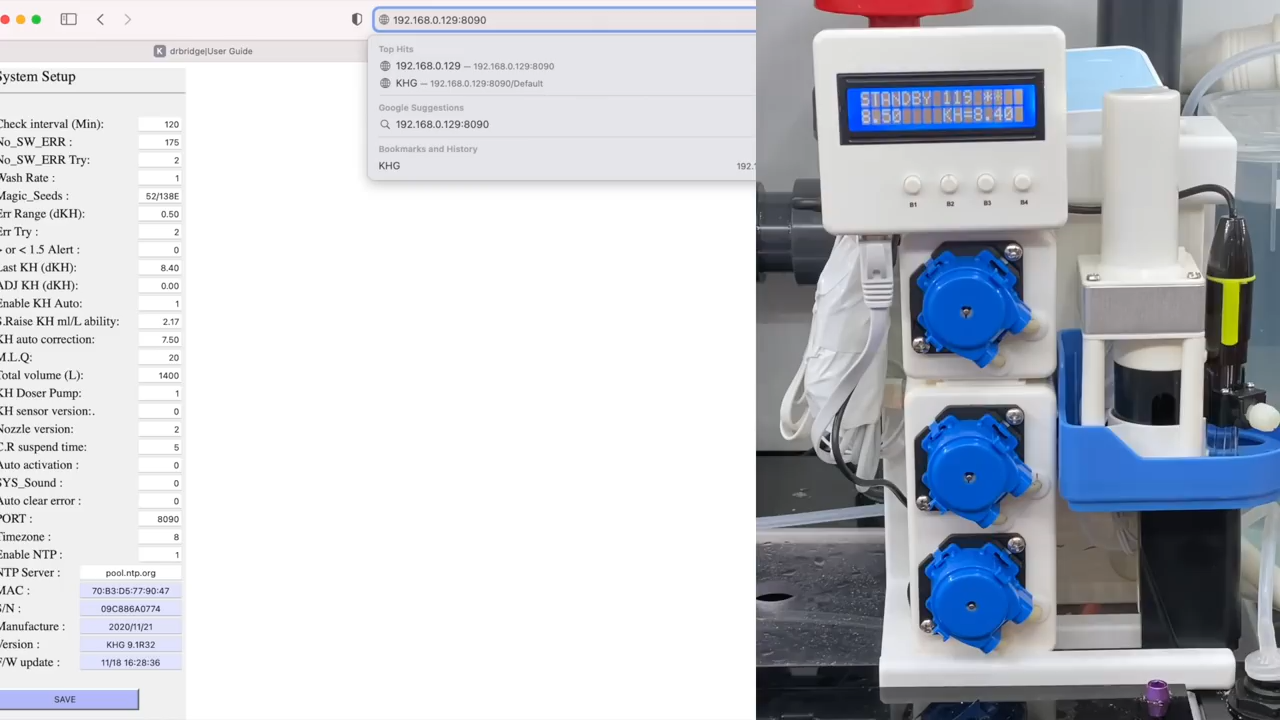 192.168.0.129:8090
drbridge|User Guide
Top Hits
192.168.0.129 — 192.168.0.129:8090
KHG — 192.168.0.129:8090/Default
Google Suggestions
192.168.0.129:8090
Bookmarks and History
KHG 192.1
System Setup
Check interval (Min): 120
No_SW_ERR : 175
No_SW_ERR Try: 2
Wash Rate : 1
Magic_Seeds : 52/138E
Err Range (dKH): 0.50
Err Try : 2
> or < 1.5 Alert : 0
Last KH (dKH): 8.40
ADJ KH (dKH): 0.00
Enable KH Auto: 1
S.Raise KH ml/L ability: 2.17
KH auto correction: 7.50
M.L.Q: 20
Total volume (L): 1400
KH Doser Pump: 1
KH sensor version:. 0
Nozzle version: 2
C.R suspend time: 5
Auto activation : 0
SYS_Sound : 0
Auto clear error : 0
PORT : 8090
Timezone : 8
Enable NTP : 1
NTP Server : pool.ntp.org
MAC : 70:B3:D5:77:90:47
S/N : 09C886A0774
Manufacture : 2020/11/21
Version : KHG 9.1R32
F/W update : 11/18 16:28:36
SAVE
STANDBY 119 **
8.50 KH=8.40
B1 B2 B3 B4